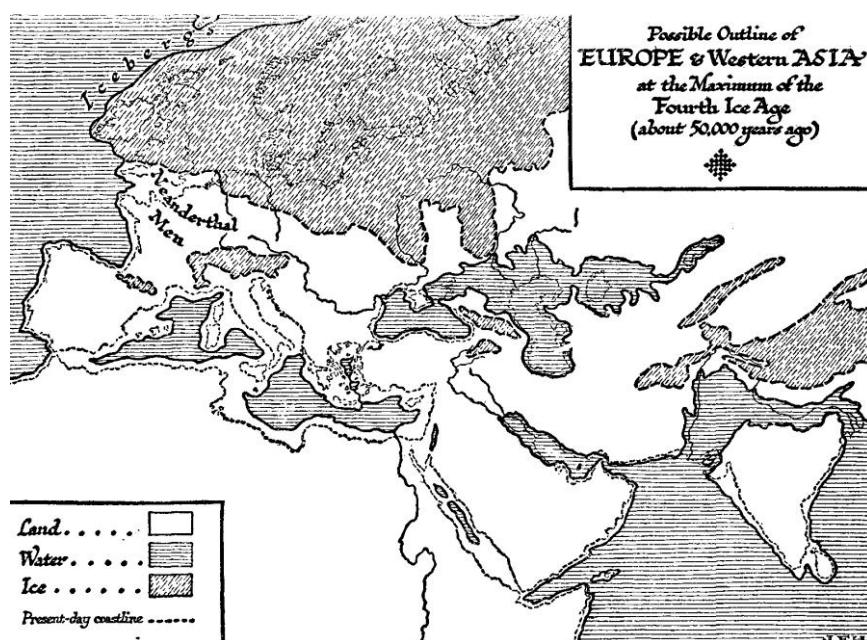 Possible Outline of
EUROPE & Western ASIA
at the Maximum of the
Fourth Ice Age
(about 50,000 years ago)
Iceberg
Neanderthal
Men
Land . . . . .
Water . . . . .
Ice . . . . . .
Present-day coastline